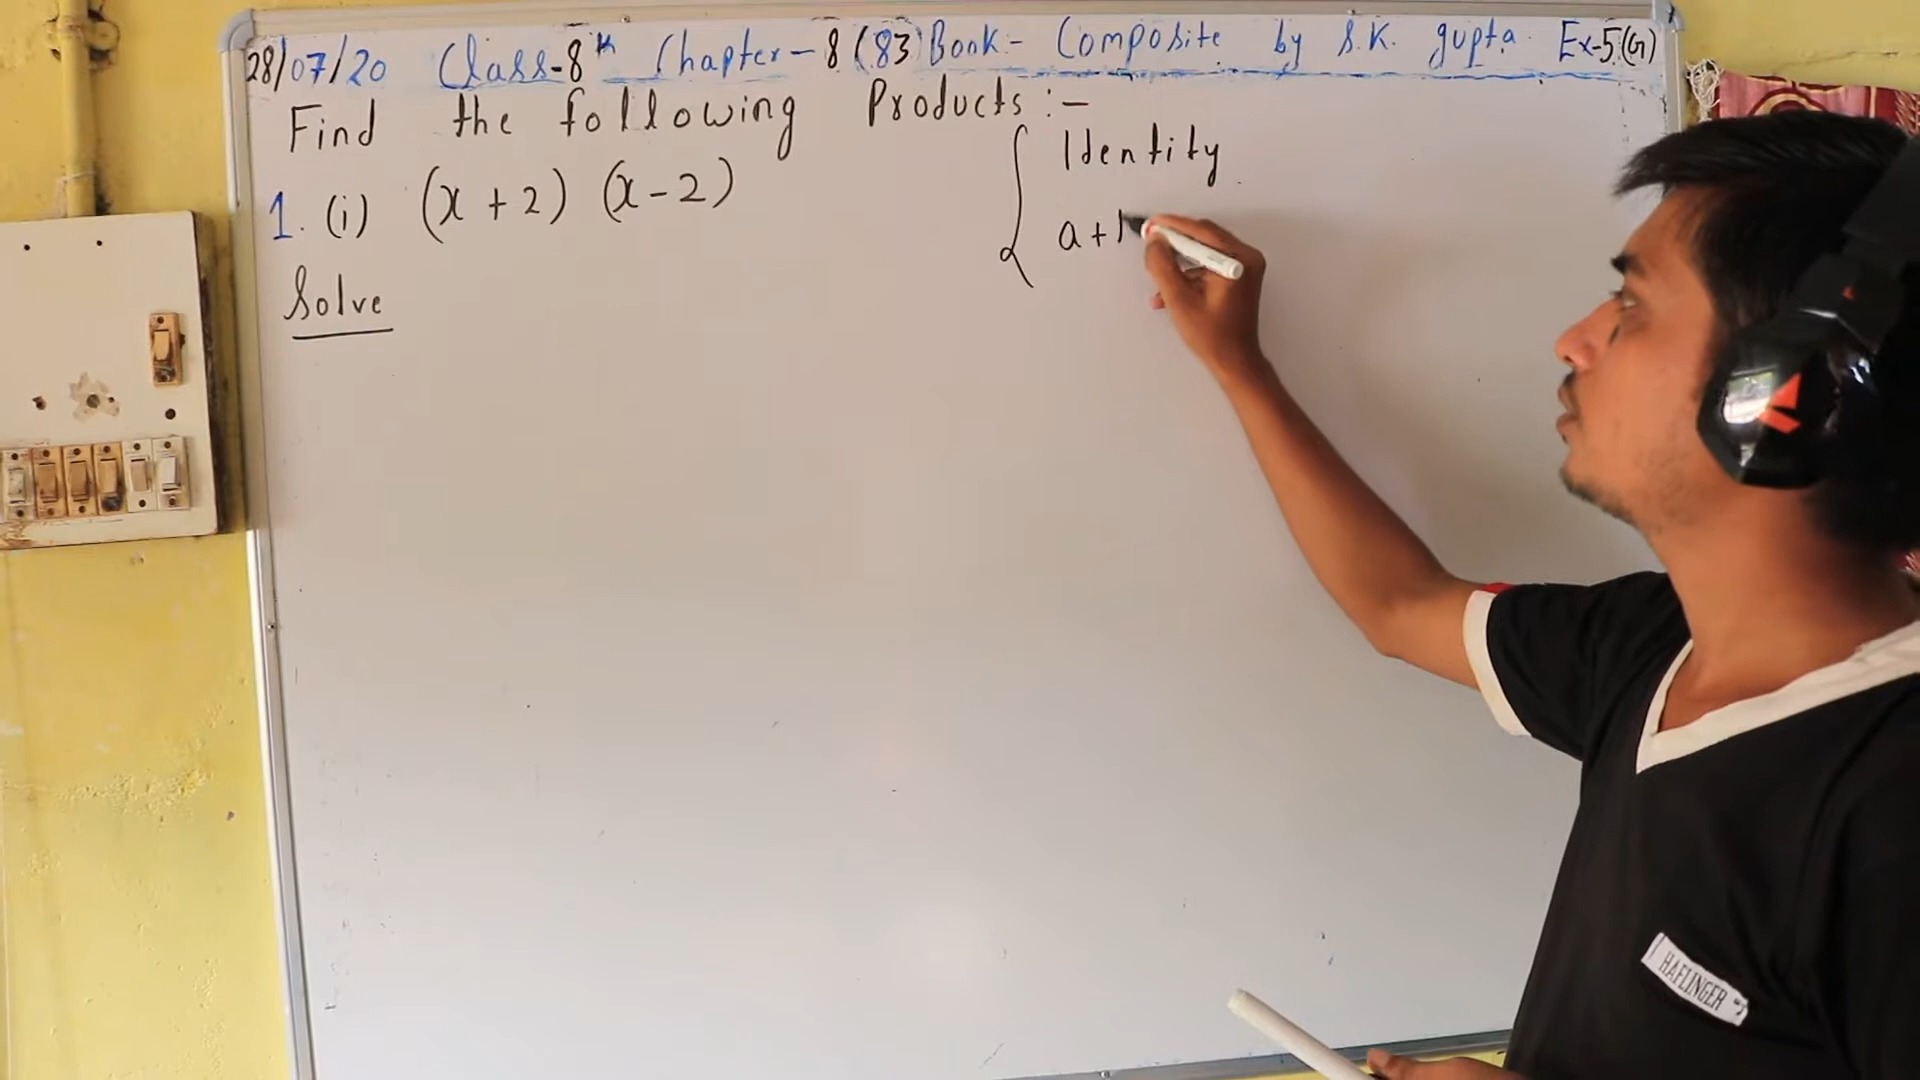 28/07/20 Class-8th Chapter-8 (83) Book- Composite by S.K. gupta. Ex-5(G)
Find the following Products:-
1. (i) (x + 2) (x - 2)
Identity
a+b
Solve
HAFLINGER